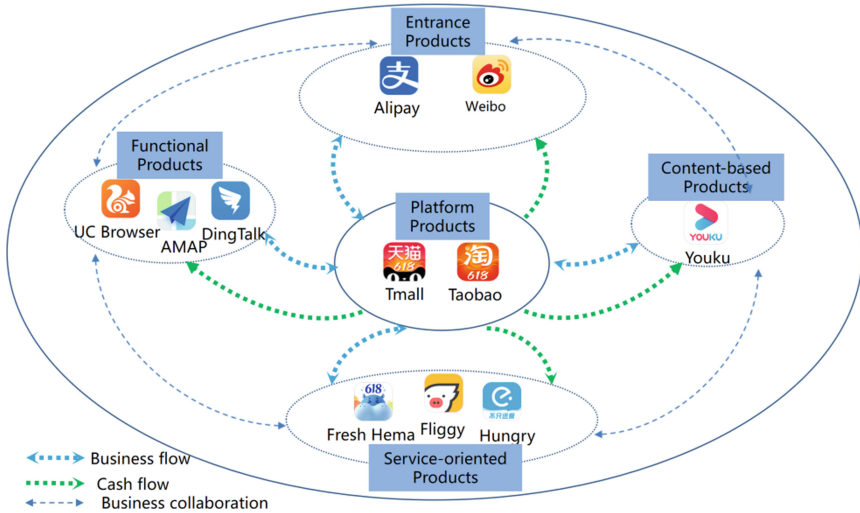 Entrance
Products
支
Alipay
Weibo
Functional
Products
UC Browser
AMAP
DingTalk
Content-based
Products
YOUKU
Youku
Platform
Products
天猫
618
Tmall
淘
618
Taobao
618
Fresh Hema
Fliggy
Hungry
Service-oriented
Products
Business flow
Cash flow
Business collaboration